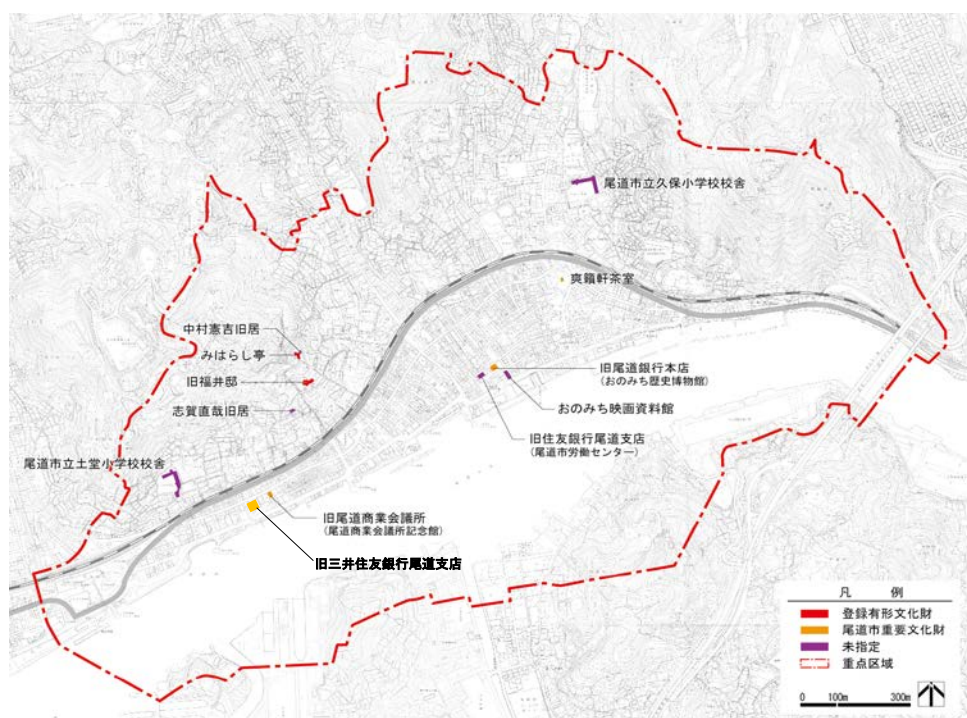 尾道市立久保小学校校舎
爽籟軒茶室
中村憲吉旧居
みはらし亭
旧福井邸
志賀直哉旧居
尾道市立土堂小学校校舎
旧尾道銀行本店
(おのみち歴史博物館)
おのみち映画資料館
旧住友銀行尾道支店
(尾道市労働センター)
旧尾道商業会議所
(尾道商業会議所記念館)
旧三井住友銀行尾道支店
凡 例
登録有形文化財
尾道市重要文化財
未指定
重点区域
0 100m 300m